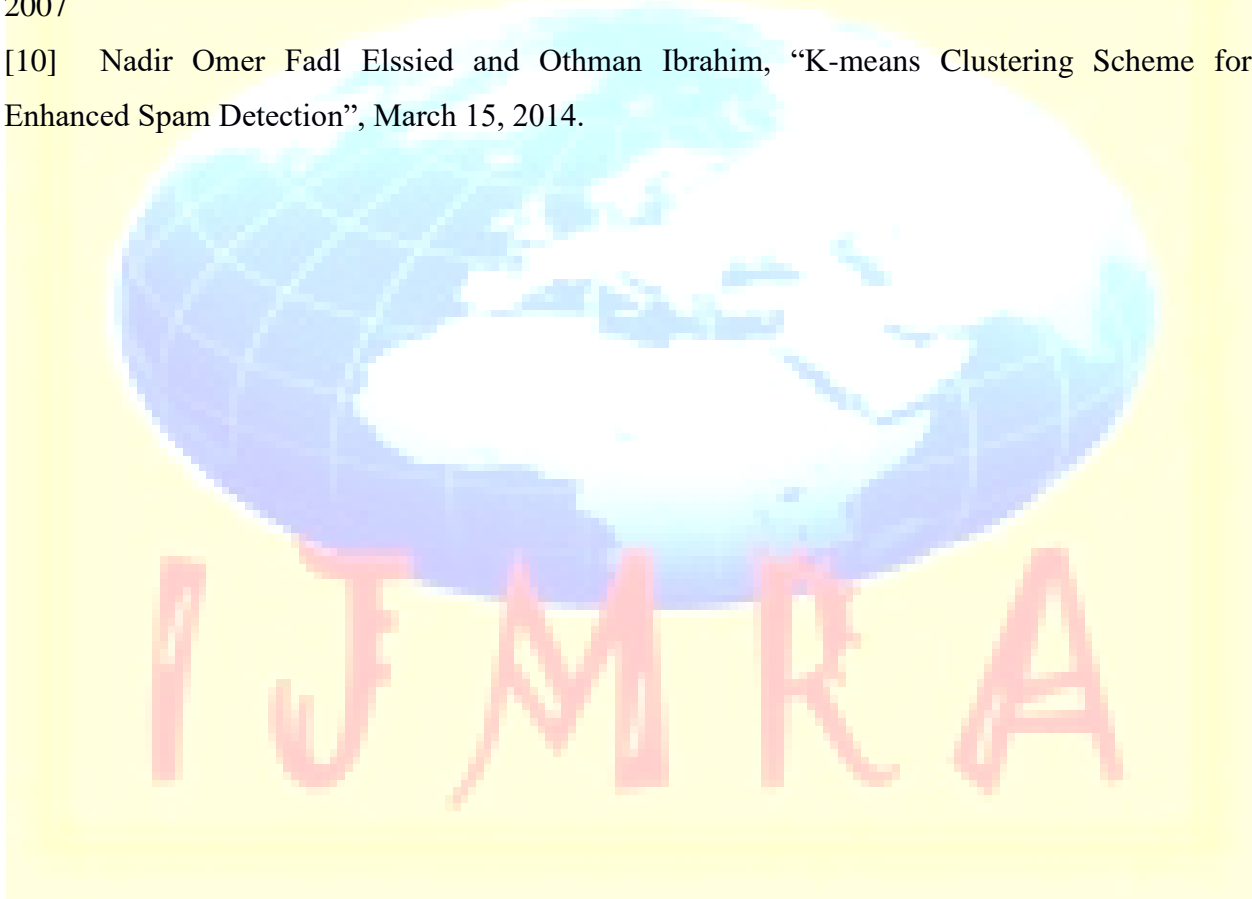 2007
[10] Nadir Omer Fadl Elssied and Othman Ibrahim, “K-means Clustering Scheme for
Enhanced Spam Detection”, March 15, 2014.
IJMRA